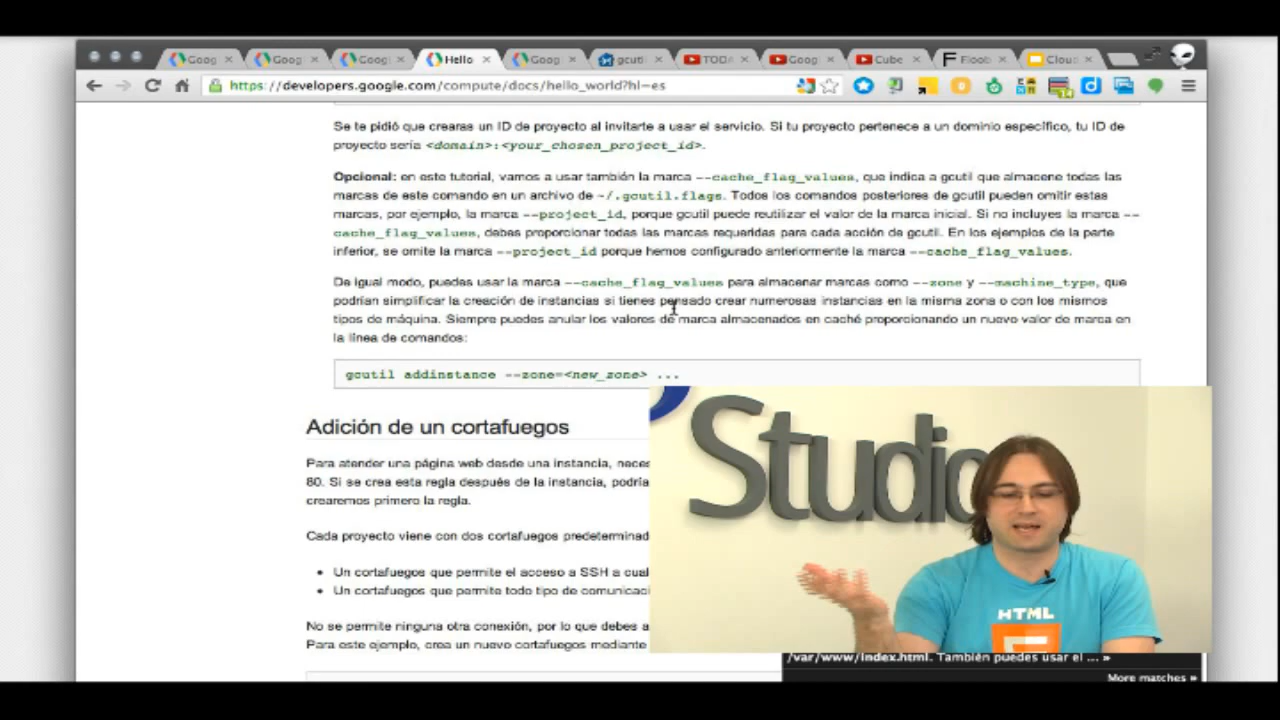 Goog
Goog
Goog
Hello
Goog
gcuti
TODA
Goog
Cube
Floob
Cloud
https://developers.google.com/compute/docs/hello_world?hl=es
Se te pidió que crearas un ID de proyecto al invitarte a usar el servicio. Si tu proyecto pertenece a un dominio específico, tu ID de
proyecto sería <domain>:<your_chosen_project_id>.
Opcional: en este tutorial, vamos a usar también la marca --cache_flag_values, que indica a gcutil que almacene todas las
marcas de este comando en un archivo de ~/.gcutil.flags. Todos los comandos posteriores de gcutil pueden omitir estas
marcas, por ejemplo, la marca --project_id, porque gcutil puede reutilizar el valor de la marca inicial. Si no incluyes la marca --
cache_flag_values, debes proporcionar todas las marcas requeridas para cada acción de gcutil. En los ejemplos de la parte
inferior, se omite la marca --project_id porque hemos configurado anteriormente la marca --cache_flag_values.
De igual modo, puedes usar la marca --cache_flag_values para almacenar marcas como --zone y --machine_type, que
podrían simplificar la creación de instancias si tienes pensado crear numerosas instancias en la misma zona o con los mismos
tipos de máquina. Siempre puedes anular los valores de marca almacenados en caché proporcionando un nuevo valor de marca en
la línea de comandos:
gcutil addinstance --zone=<new_zone> ...
Adición de un cortafuegos
Para atender una página web desde una instancia, neces
80. Si se crea esta regla después de la instancia, podría
crearemos primero la regla.
Cada proyecto viene con dos cortafuegos predeterminad
• Un cortafuegos que permite el acceso a SSH a cual
• Un cortafuegos que permite todo tipo de comunicaci
No se permite ninguna otra conexión, por lo que debes a
Para este ejemplo, crea un nuevo cortafuegos mediante
Studio
HTML
/var/www/index.html. También puedes usar el ... »
More matches »